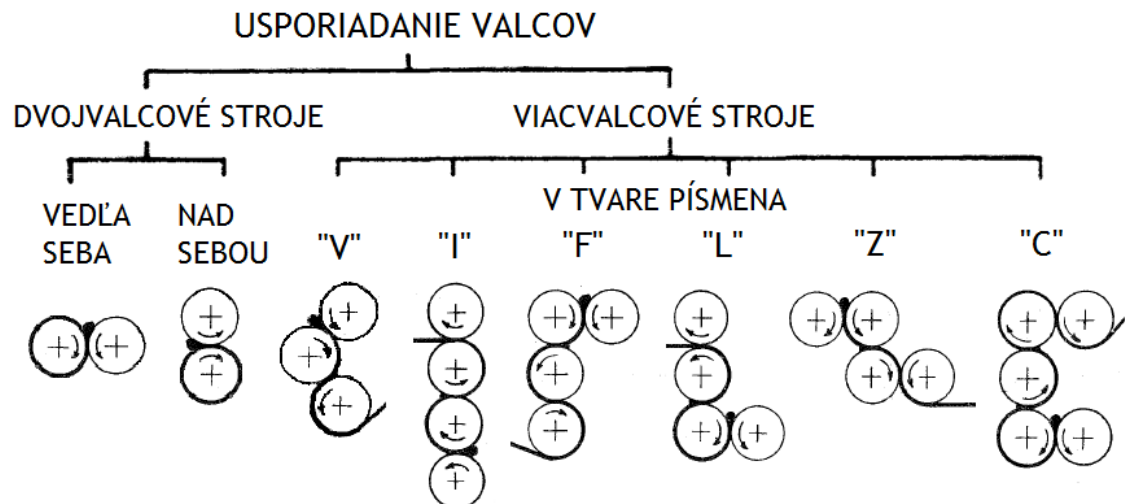 USPORIADANIE VALCOV
DVOJVALCOVÉ STROJE
VIACVALCOVÉ STROJE
VEDĽA
SEBA
NAD
SEBOU
V TVARE PÍSMENA
"V"
"I"
"F"
"L"
"Z"
"C"